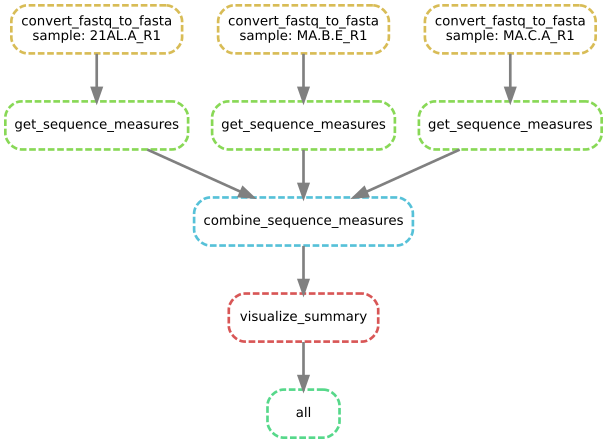 convert_fastq_to_fasta
sample: 21AL.A_R1
convert_fastq_to_fasta
sample: MA.B.E_R1
convert_fastq_to_fasta
sample: MA.C.A_R1
get_sequence_measures
get_sequence_measures
get_sequence_measures
combine_sequence_measures
visualize_summary
all